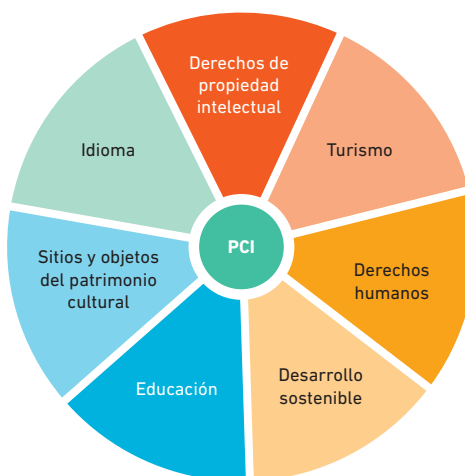 Derechos de
propiedad
intelectual
Idioma
Turismo
PCI
Sitios y objetos
del patrimonio
cultural
Derechos
humanos
Educación
Desarrollo
sostenible